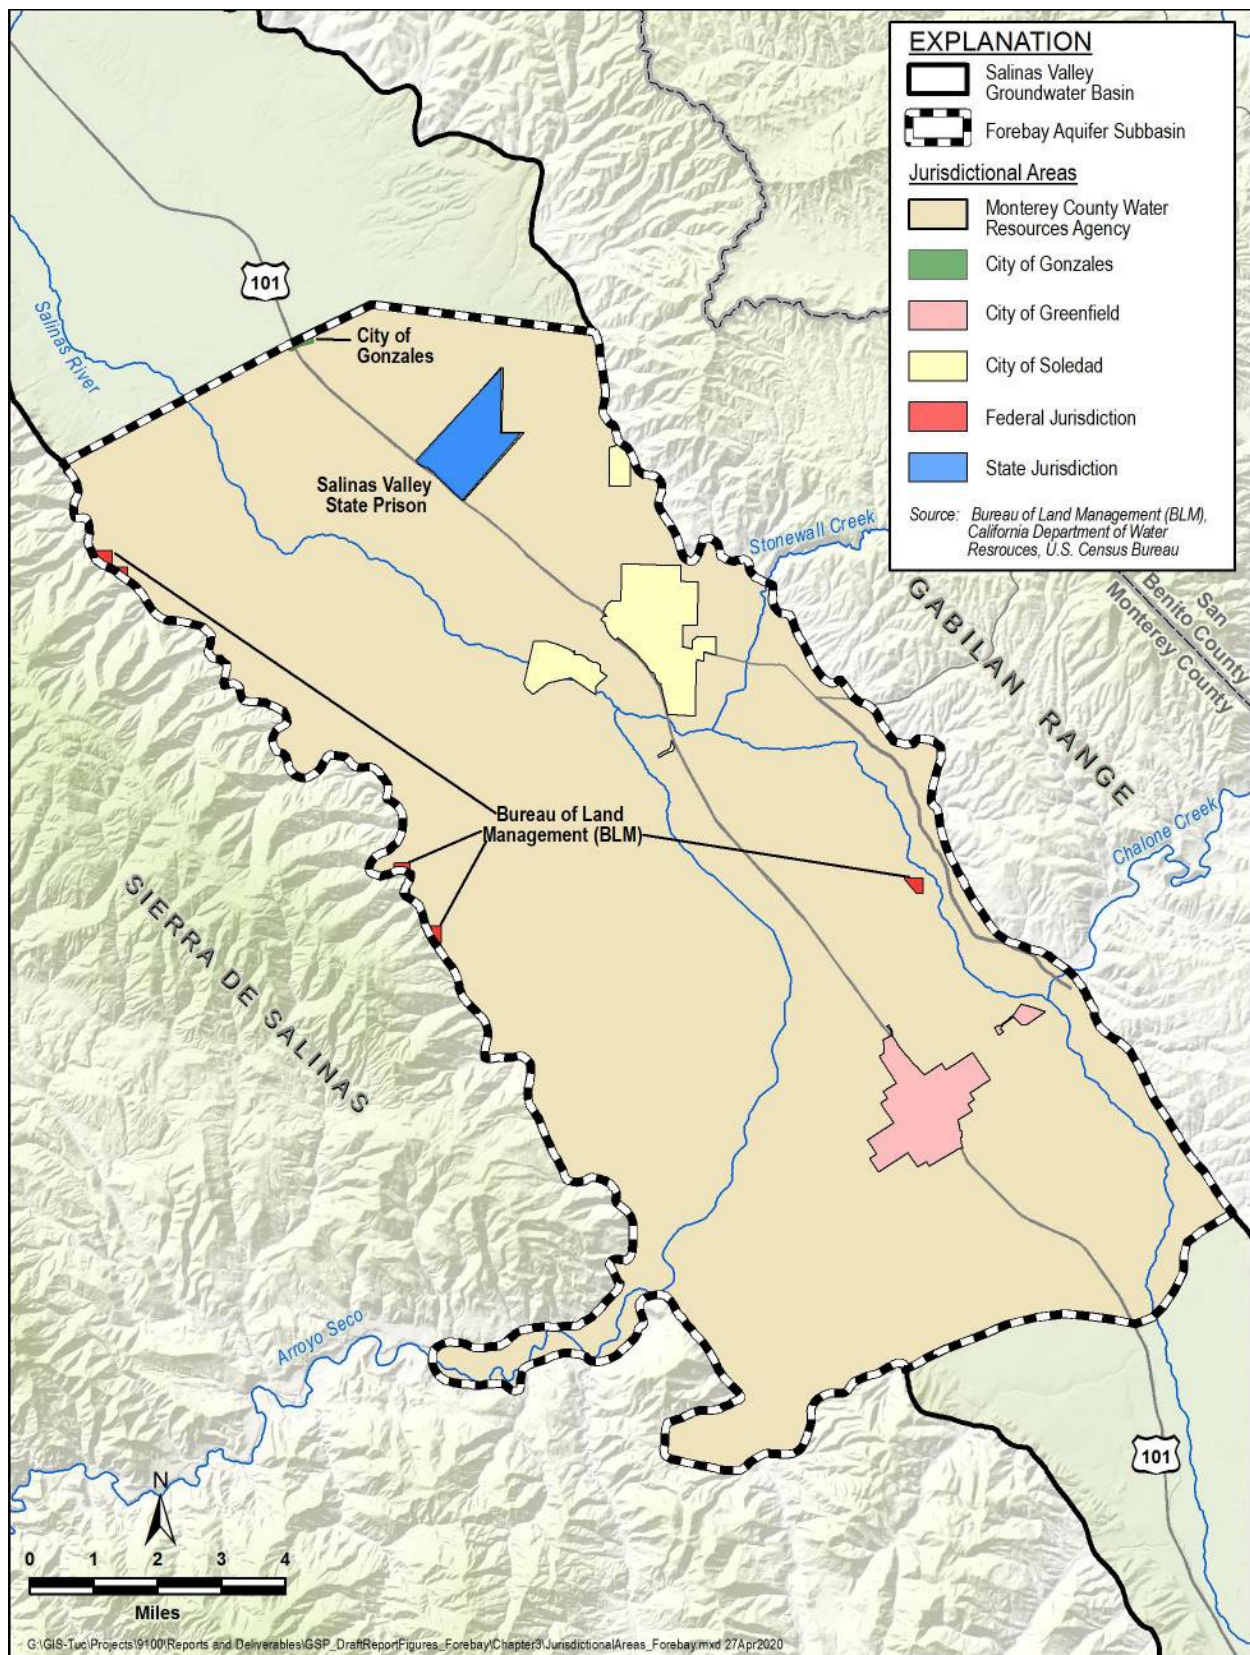 EXPLANATION
Salinas Valley
Groundwater Basin
Forebay Aquifer Subbasin
Jurisdictional Areas
Monterey County Water
Resources Agency
City of Gonzales
City of Greenfield
City of Soledad
Federal Jurisdiction
State Jurisdiction
Source: Bureau of Land Management (BLM),
California Department of Water
Resrouces, U.S. Census Bureau
101
Salinas River
City of
Gonzales
Salinas Valley
State Prison
Stonewall Creek
San
Benito County
Monterey County
GABILAN RANGE
Bureau of Land
Management (BLM)
Chalone Creek
SIERRA DE SALINAS
Arroyo Seco
101
N
0 1 2 3 4
Miles
G:\GIS-Tuc\Projects\9100\Reports and Deliverables\GSP_DraftReportFigures_Forebay\Chapter3\JurisdictionalAreas_Forebay.mxd 27Apr2020